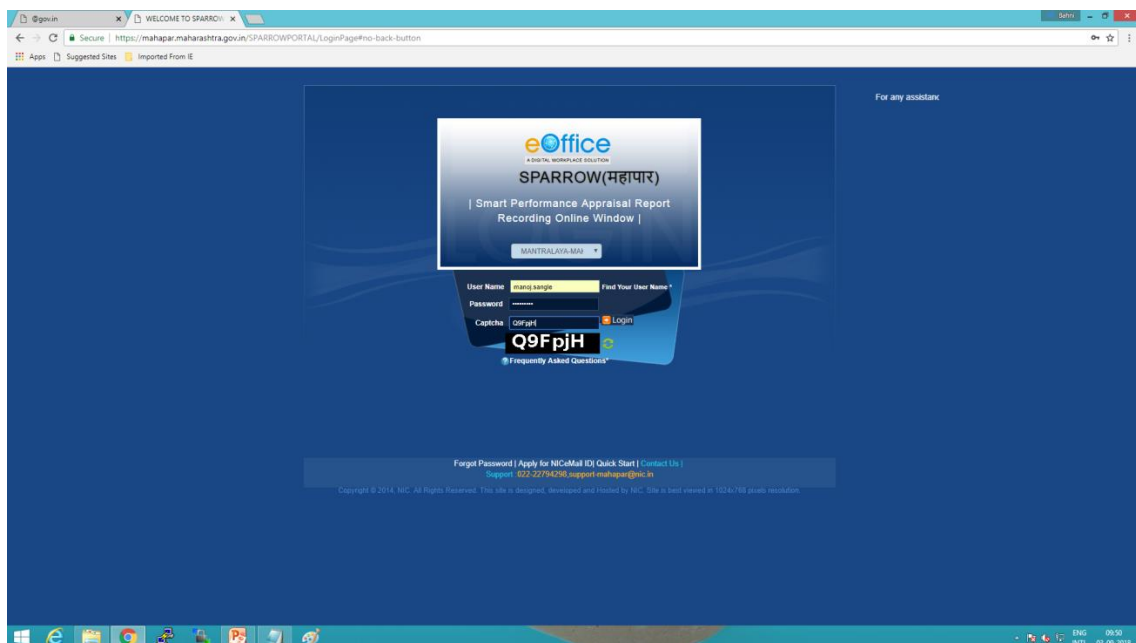 @gov.in
WELCOME TO SPARROW
Sahni
Secure | https://mahapar.maharashtra.gov.in/SPARROWPORTAL/LoginPage#no-back-button
Apps Suggested Sites Imported From IE
For any assistanc
eOffice
A DIGITAL WORKPLACE SOLUTION
SPARROW(महापार)
| Smart Performance Appraisal Report
Recording Online Window |
MANTRALAYA-MAH
User Name manoj.sangle Find Your User Name *
Password
Captcha Q9FpjH Login
Q9FpjH
Frequently Asked Questions*
Forgot Password | Apply for NICeMail ID| Quick Start | Contact Us |
Support :022-22794298,support-mahapar@nic.in
Copyright © 2014, NIC. All Rights Reserved. This site is designed, developed and Hosted by NIC. Site is best viewed in 1024x768 pixels resolution.
ENG 09:50
INTL